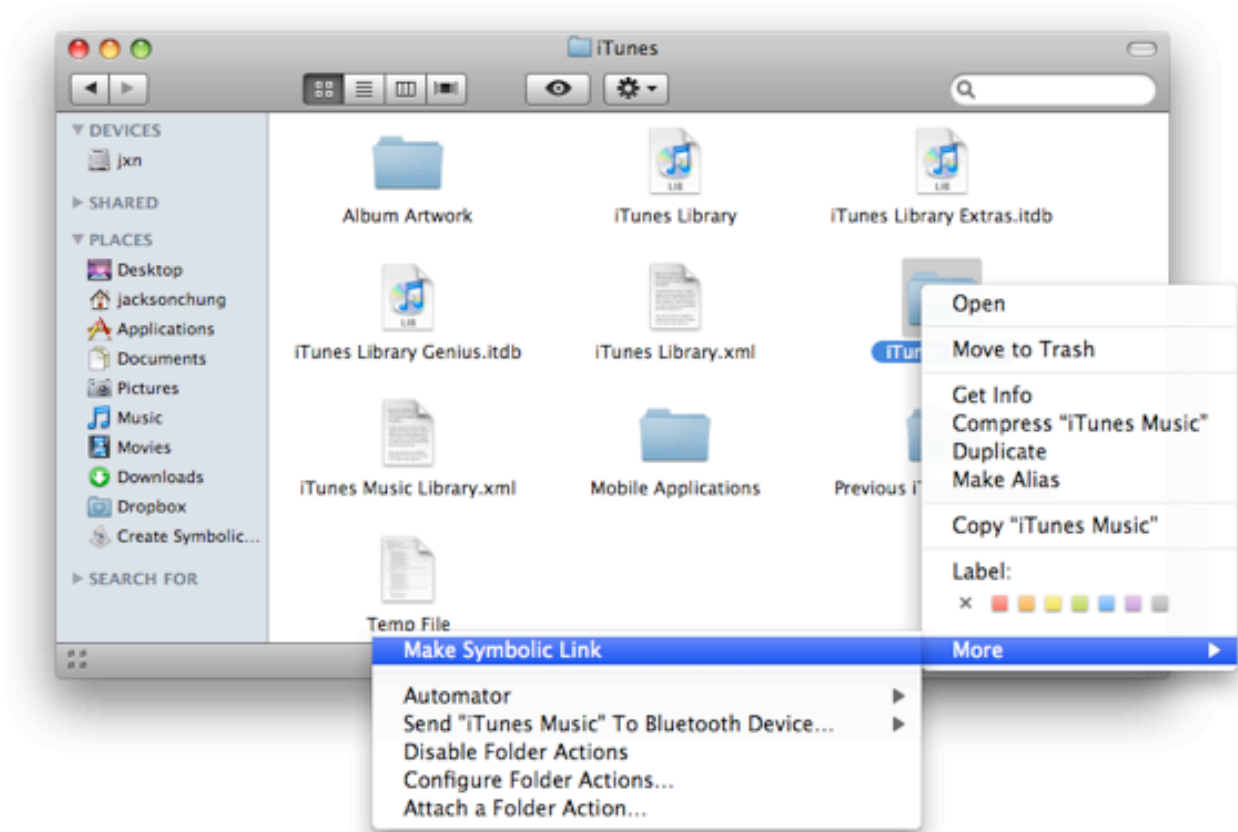 iTunes
DEVICES
jxn
SHARED
PLACES
Desktop
jacksonchung
Applications
Documents
Pictures
Music
Movies
Downloads
Dropbox
Create Symbolic...
SEARCH FOR
Album Artwork
LIB
iTunes Library
LIB
iTunes Library Extras.itdb
LIB
iTunes Library Genius.itdb
iTunes Library.xml
iTunes Music Library.xml
Mobile Applications
Previous
Temp File
Open
Move to Trash
Get Info
Compress "iTunes Music"
Duplicate
Make Alias
Copy "iTunes Music"
Label:
More
Make Symbolic Link
Automator
Send "iTunes Music" To Bluetooth Device...
Disable Folder Actions
Configure Folder Actions...
Attach a Folder Action...